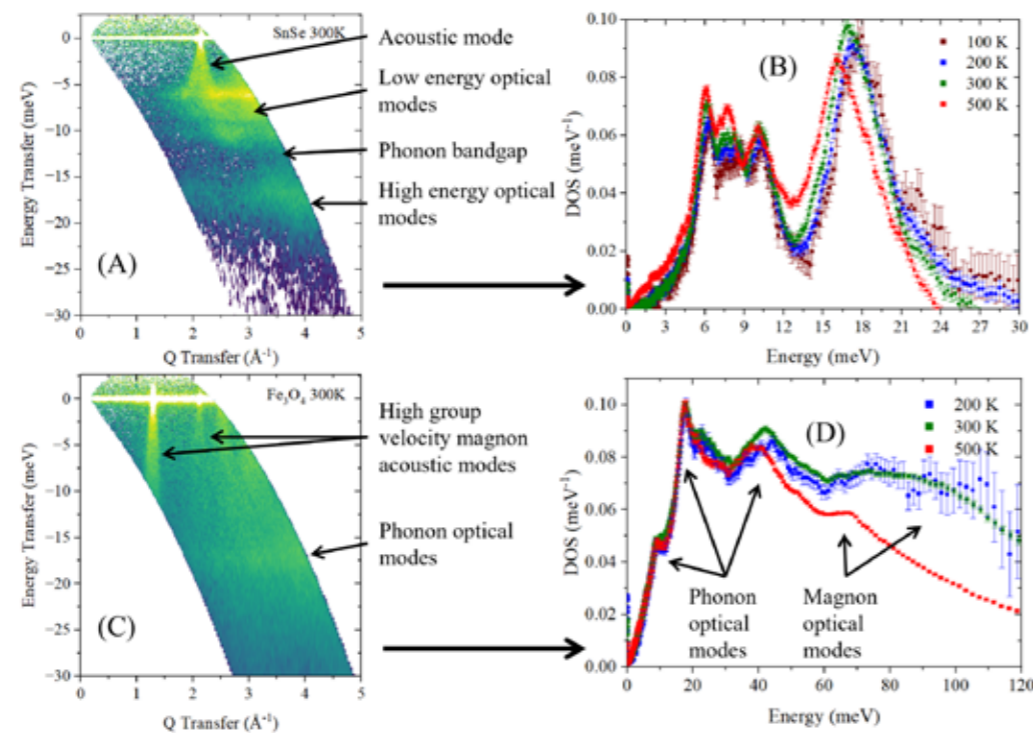 SnSe 300K
(A)
0
−5
−10
−15
−20
−25
−30
Energy Transfer (meV)
0 1 2 3 4 5
Q Transfer (Å⁻¹)
Acoustic mode
Low energy optical
modes
Phonon bandgap
High energy optical
modes
(B)
100 K
200 K
300 K
500 K
0.10
0.08
0.06
0.04
0.02
0.00
DOS (meV⁻¹)
0 3 6 9 12 15 18 21 24 27 30
Energy (meV)
Fe₃O₄ 300K
(C)
0
−5
−10
−15
−20
−25
−30
Energy Transfer (meV)
0 1 2 3 4 5
Q Transfer (Å⁻¹)
High group
velocity magnon
acoustic modes
Phonon optical
modes
(D)
200 K
300 K
500 K
0.10
0.08
0.06
0.04
0.02
0.00
DOS (meV⁻¹)
Phonon
optical
modes
Magnon
optical
modes
0 20 40 60 80 100 120
Energy (meV)